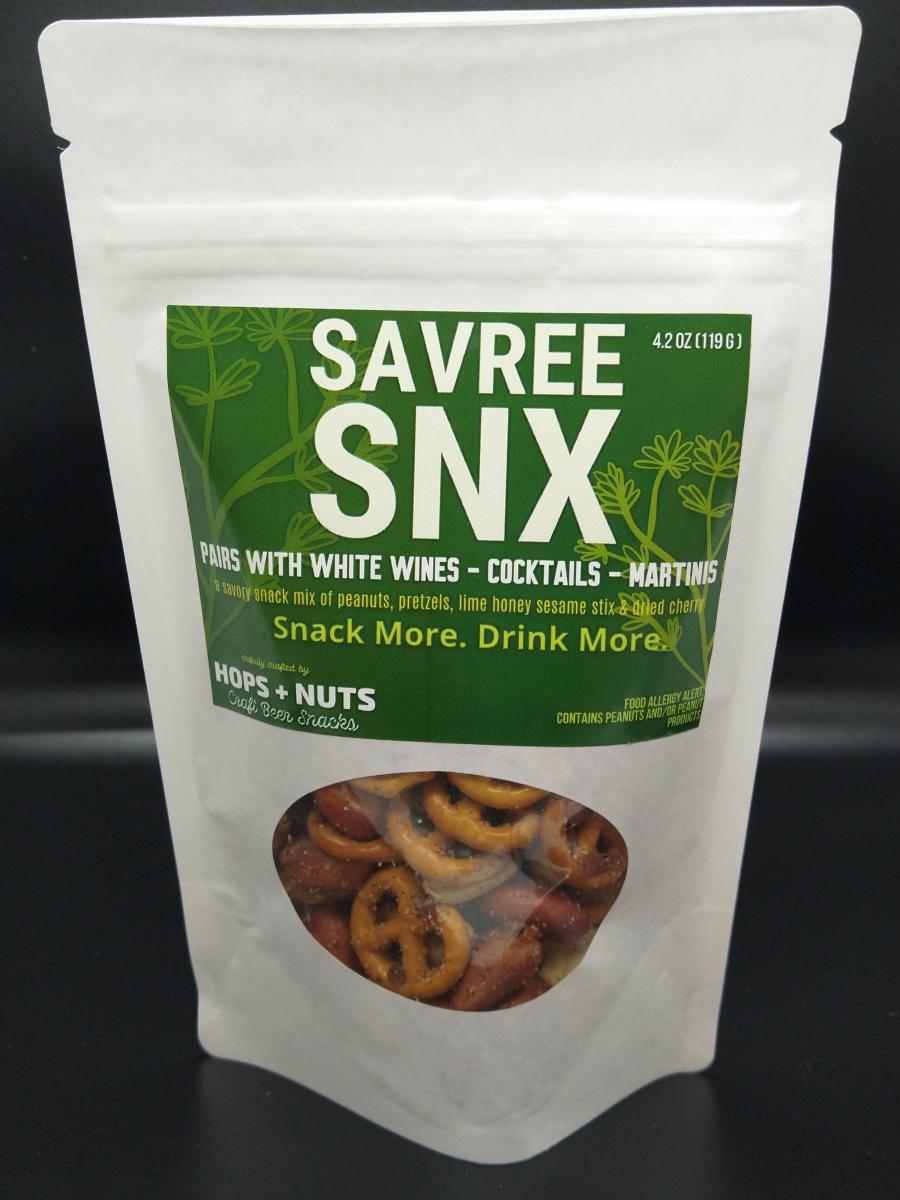 SAVREE
4.2 OZ (119 G)
SNX
PAIRS WITH WHITE WINES - COCKTAILS - MARTINIS
a savory snack mix of peanuts, pretzels, lime honey sesame stix & dried cherry
Snack More. Drink More.
craftully crafted by
HOPS + NUTS
Craft Beer Snacks
FOOD ALLERGY ALERT:
CONTAINS PEANUTS AND/OR PEANUT
PRODUCTS